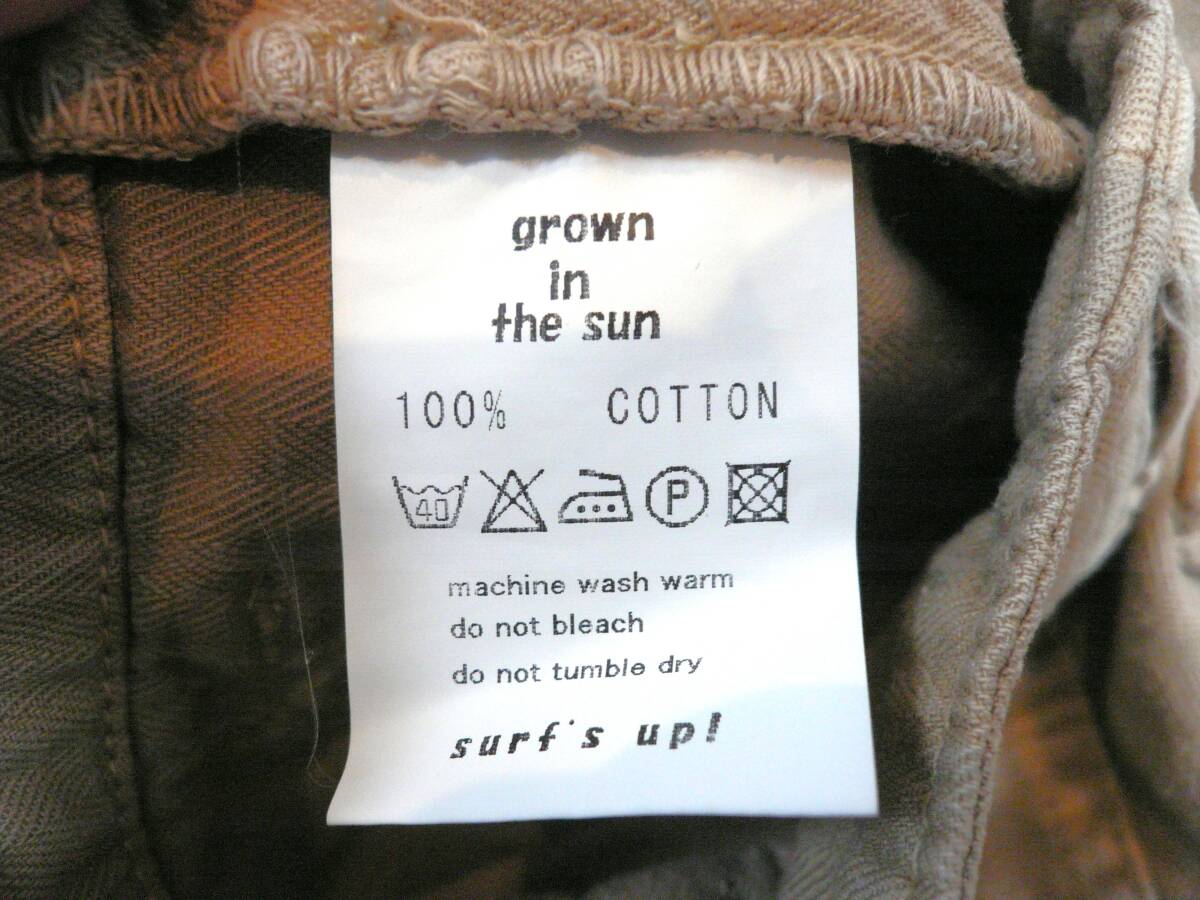 grown
in
the sun
100% COTTON
40 P
machine wash warm
do not bleach
do not tumble dry
surf's up!